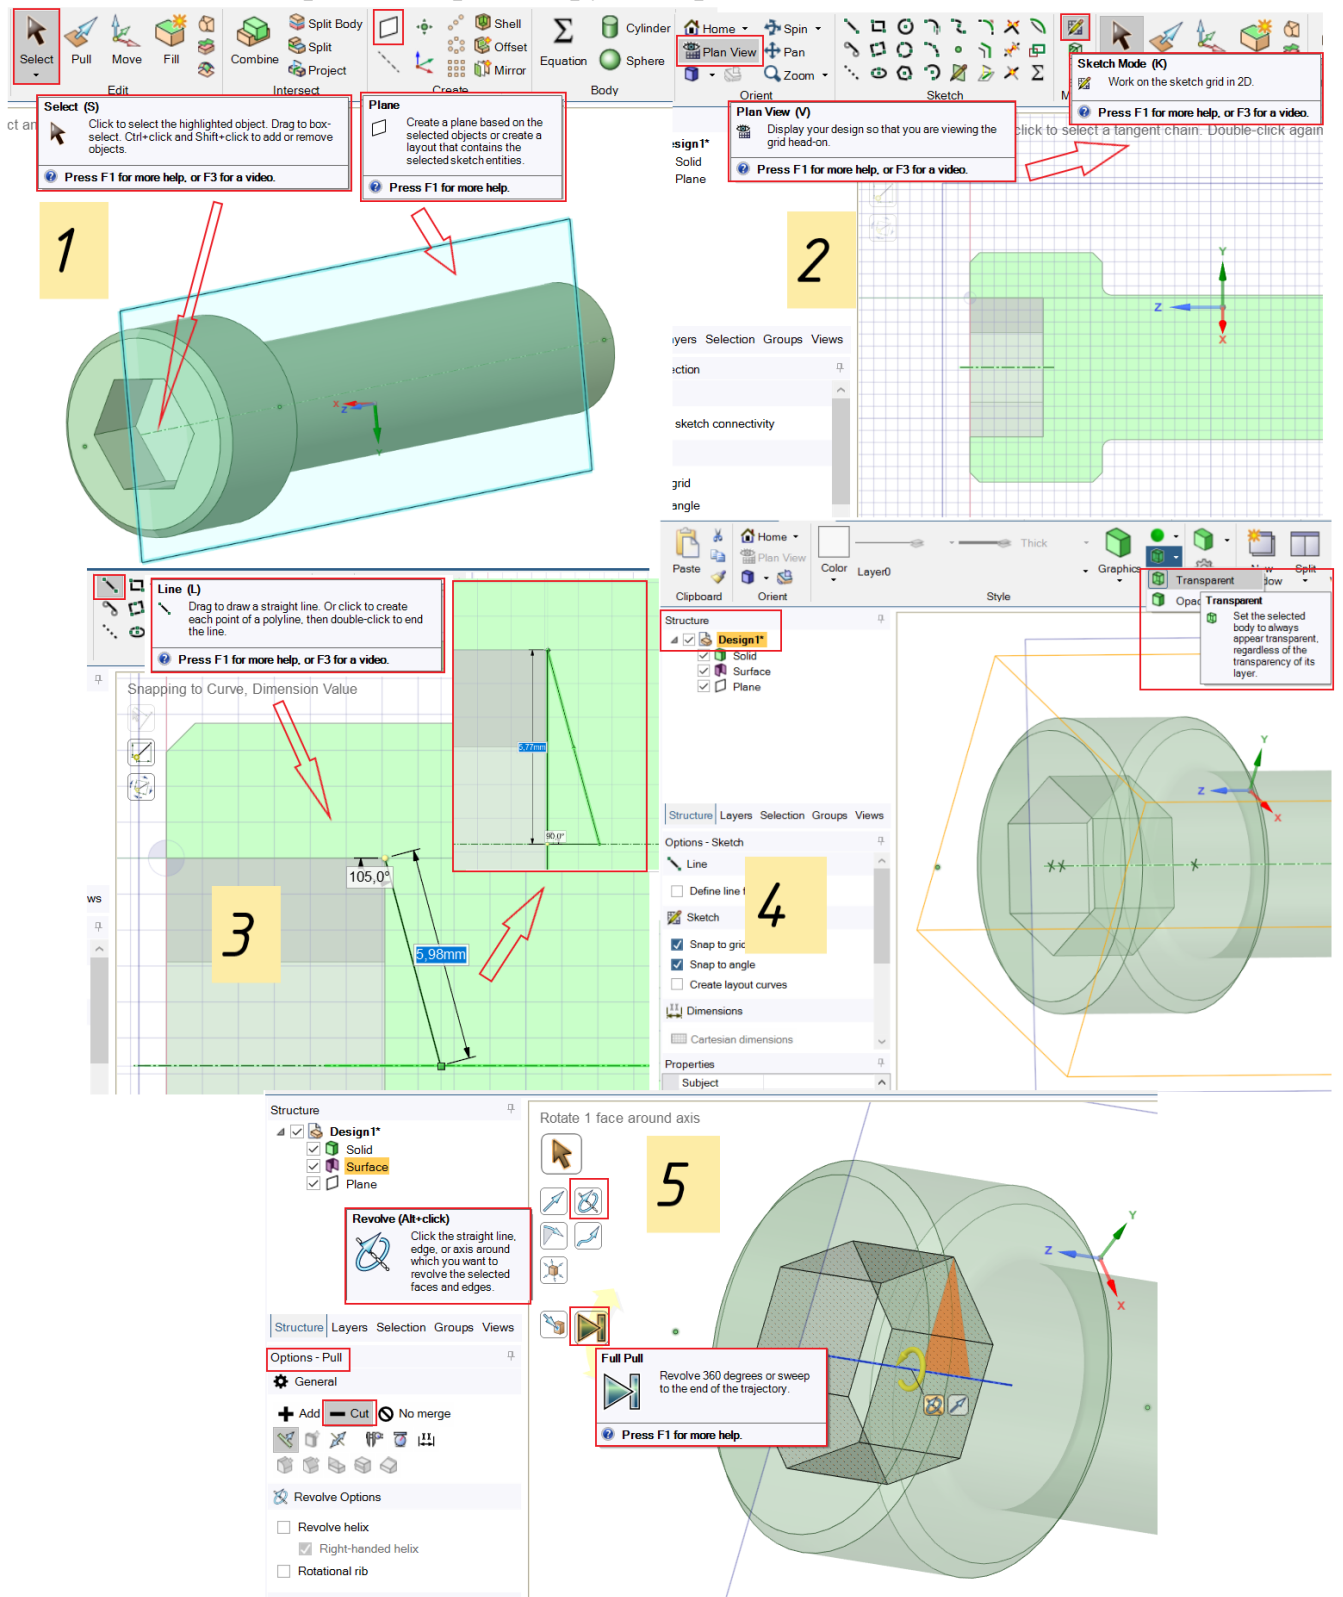 Select
Pull
Move
Fill
Edit
Combine
Split Body
Split
Project
Intersect
Shell
Offset
Mirror
Create
Equation
Cylinder
Sphere
Body
Select (S)
Click to select the highlighted object. Drag to box-
select. Ctrl+click and Shift+click to add or remove
objects.
Press F1 for more help, or F3 for a video.
Plane
Create a plane based on the
selected objects or create a
layout that contains the
selected sketch entities.
Press F1 for more help.
1
X
Z
Home
Spin
Plan View
Pan
Zoom
Orient
Sketch
Sketch Mode (K)
Work on the sketch grid in 2D.
Press F1 for more help, or F3 for a video.
Plan View (V)
Display your design so that you are viewing the
grid head-on.
Press F1 for more help, or F3 for a video.
click to select a tangent chain. Double-click again
esign1*
Solid
Plane
2
Y
Z
X
ayers Selection Groups Views
ection
sketch connectivity
grid
angle
Line (L)
Drag to draw a straight line. Or click to create
each point of a polyline, then double-click to end
the line.
Press F1 for more help, or F3 for a video.
Snapping to Curve, Dimension Value
5,77mm
90,0°
105,0°
5,98mm
3
ws
Paste
Clipboard
Home
Plan View
Orient
Color
Layer0
Thick
Style
Graphics
Split
Transparent
Opa
Transparent
Set the selected
body to always
appear transparent,
regardless of the
transparency of its
layer.
Structure
Design1*
Solid
Surface
Plane
Structure Layers Selection Groups Views
Options - Sketch
Line
Define line f
Sketch
Snap to grid
Snap to angle
Create layout curves
Dimensions
Cartesian dimensions
Properties
Subject
4
Y
Z
X
Structure
Design1*
Solid
Surface
Plane
Revolve (Alt+click)
Click the straight line,
edge, or axis around
which you want to
revolve the selected
faces and edges.
Structure Layers Selection Groups Views
Options - Pull
General
Add Cut No merge
Revolve Options
Revolve helix
Right-handed helix
Rotational rib
Rotate 1 face around axis
5
Full Pull
Revolve 360 degrees or sweep
to the end of the trajectory.
Press F1 for more help.
Y
Z
X